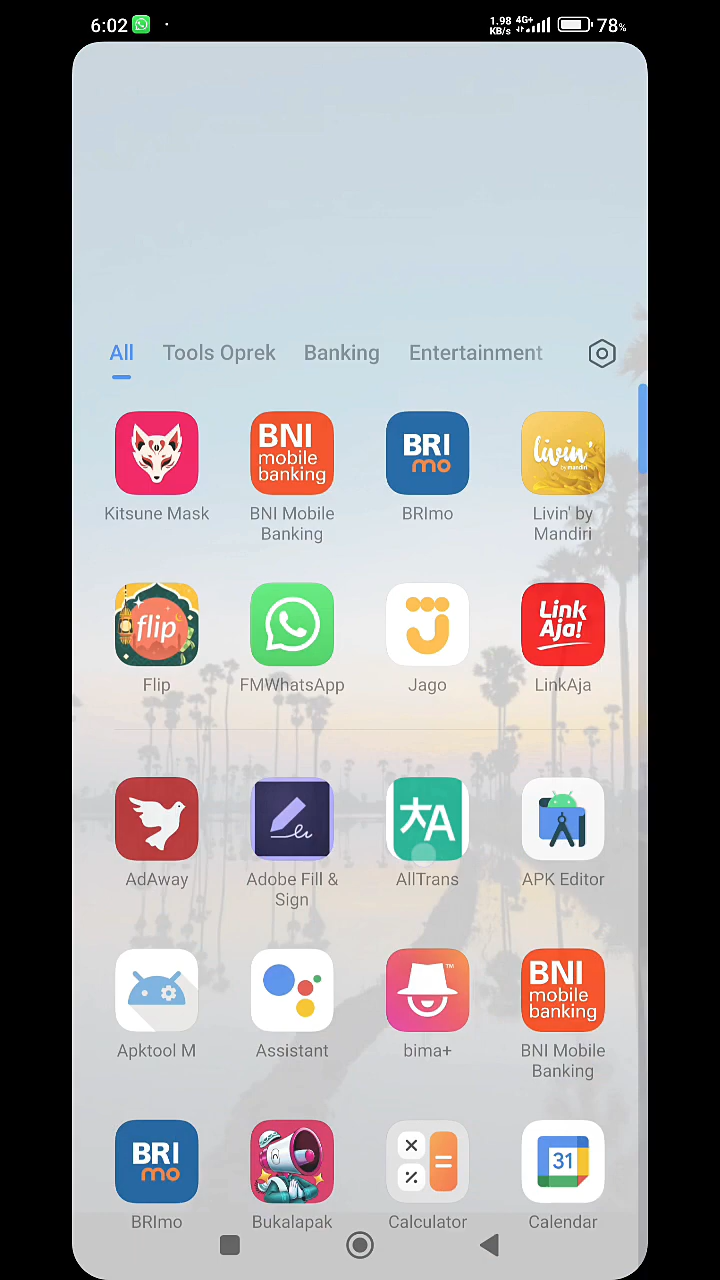 6:02
1.98 KB/s 4G+ 78%
All Tools Oprek Banking Entertainment
BNI mobile banking
BRI mo
livin' by mandiri
Kitsune Mask
BNI Mobile Banking
BRImo
Livin' by Mandiri
flip
Link Aja!
Flip
FMWhatsApp
Jago
LinkAja
文A
AdAway
Adobe Fill & Sign
AllTrans
APK Editor
TM
BNI mobile banking
Apktool M
Assistant
bima+
BNI Mobile Banking
BRI mo
31
BRImo
Bukalapak
Calculator
Calendar